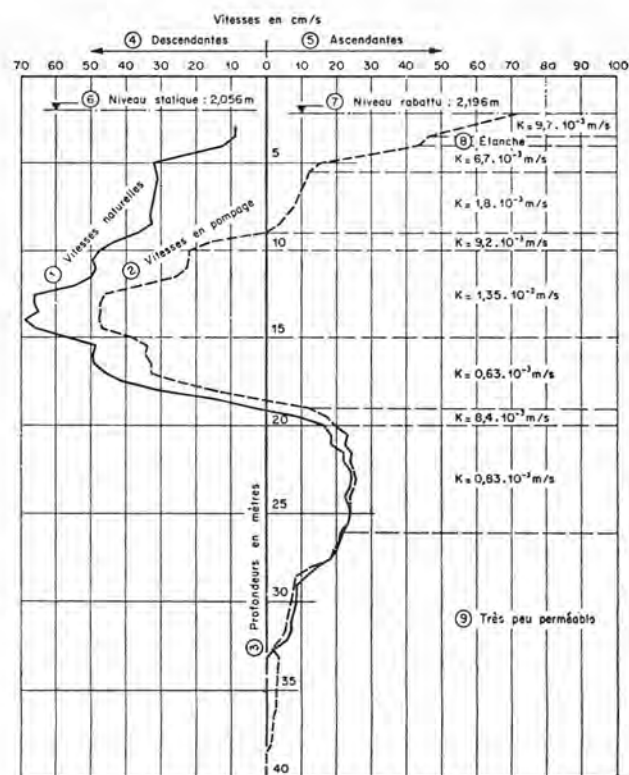 Vitesses en cm/s
④ Descendantes
⑤ Ascendantes
70 60 50 40 30 20 10 0 10 20 30 40 50 60 70 80 90 100
⑥ Niveau statique : 2,056 m
⑦ Niveau rabattu : 2,196 m
K = 9,7. 10⁻³ m/s
⑧ Étanche
5
K = 6,7. 10⁻³ m/s
① Vitesses naturelles
② Vitesses en pompage
K = 1,8. 10⁻³ m/s
10
K = 9,2. 10⁻³ m/s
K = 1,35. 10⁻³ m/s
15
K = 0,63. 10⁻³ m/s
20
K = 8,4. 10⁻³ m/s
K = 0,83. 10⁻³ m/s
25
③ Profondeurs en mètres
30
⑨ Très peu perméable
35
40